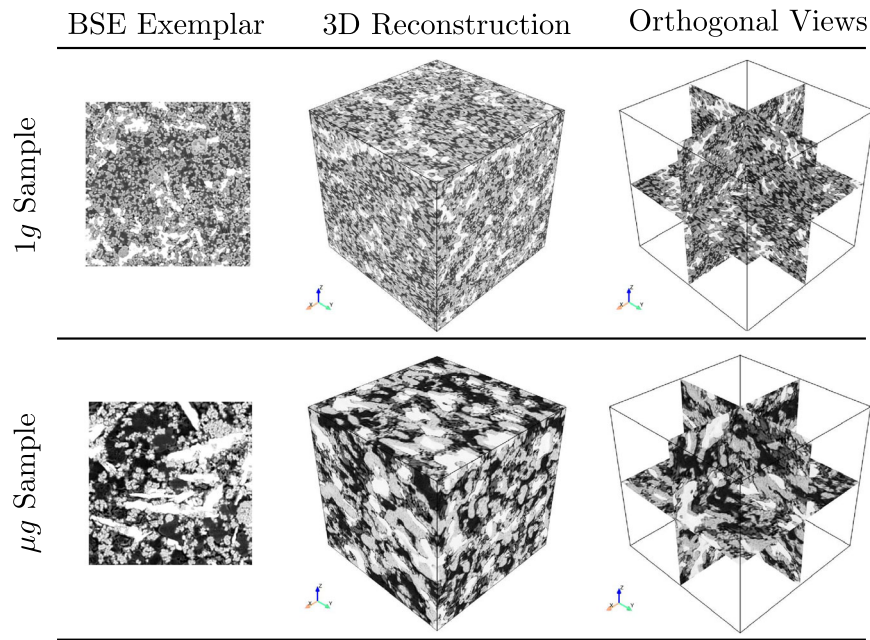 BSE Exemplar 3D Reconstruction Orthogonal Views
1g Sample
Z
X
Y
Z
X
Y
μg Sample
Z
X
Y
Z
X
Y